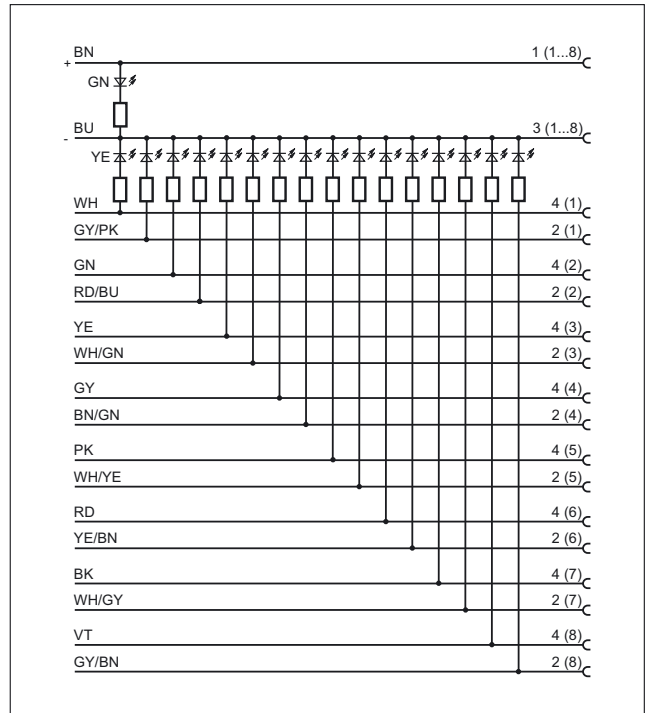 BN 1 (1...8)
+
GN
BU 3 (1...8)
-
YE
WH 4 (1)
GY/PK 2 (1)
GN 4 (2)
RD/BU 2 (2)
YE 4 (3)
WH/GN 2 (3)
GY 4 (4)
BN/GN 2 (4)
PK 4 (5)
WH/YE 2 (5)
RD 4 (6)
YE/BN 2 (6)
BK 4 (7)
WH/GY 2 (7)
VT 4 (8)
GY/BN 2 (8)